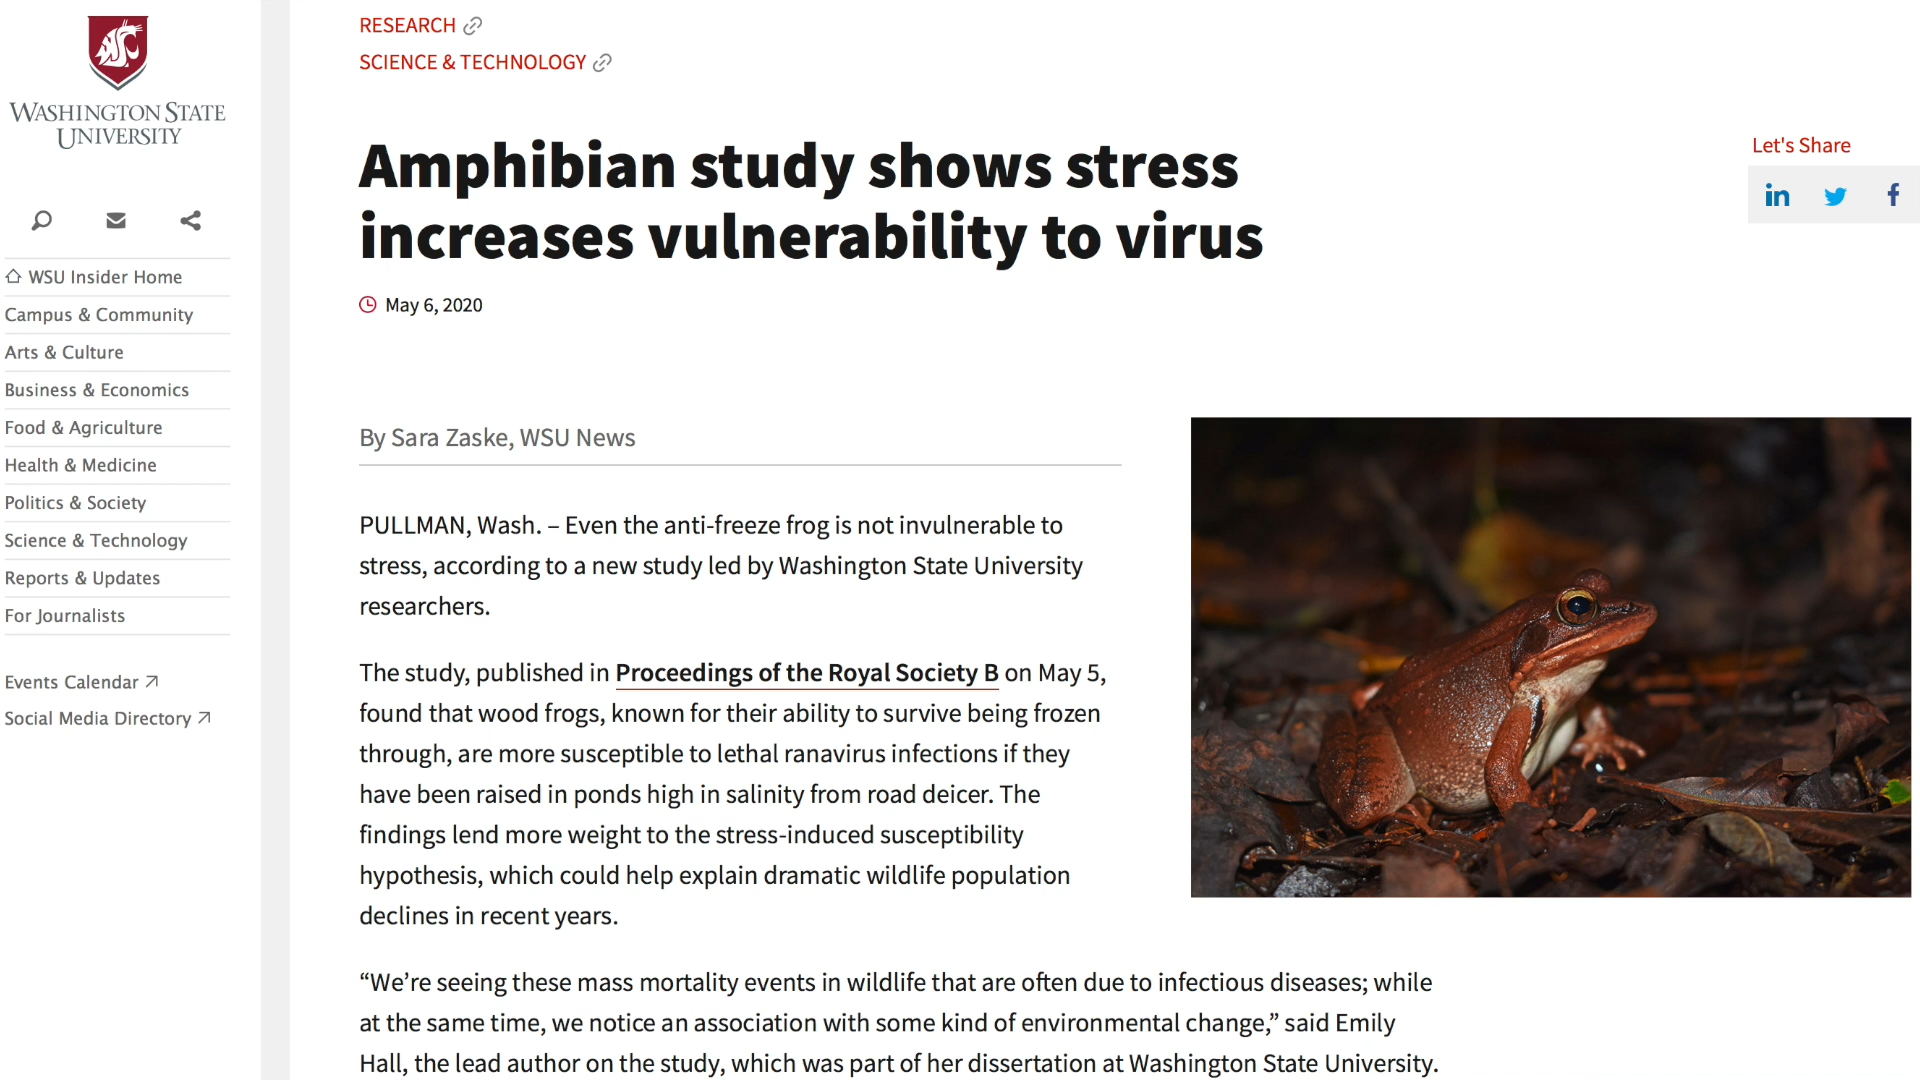 WASHINGTON STATE
UNIVERSITY
WSU Insider Home
Campus & Community
Arts & Culture
Business & Economics
Food & Agriculture
Health & Medicine
Politics & Society
Science & Technology
Reports & Updates
For Journalists
Events Calendar
Social Media Directory
RESEARCH
SCIENCE & TECHNOLOGY
Amphibian study shows stress
increases vulnerability to virus
May 6, 2020
Let's Share
By Sara Zaske, WSU News
PULLMAN, Wash. – Even the anti-freeze frog is not invulnerable to
stress, according to a new study led by Washington State University
researchers.
The study, published in Proceedings of the Royal Society B on May 5,
found that wood frogs, known for their ability to survive being frozen
through, are more susceptible to lethal ranavirus infections if they
have been raised in ponds high in salinity from road deicer. The
findings lend more weight to the stress-induced susceptibility
hypothesis, which could help explain dramatic wildlife population
declines in recent years.
“We’re seeing these mass mortality events in wildlife that are often due to infectious diseases; while
at the same time, we notice an association with some kind of environmental change,” said Emily
Hall, the lead author on the study, which was part of her dissertation at Washington State University.